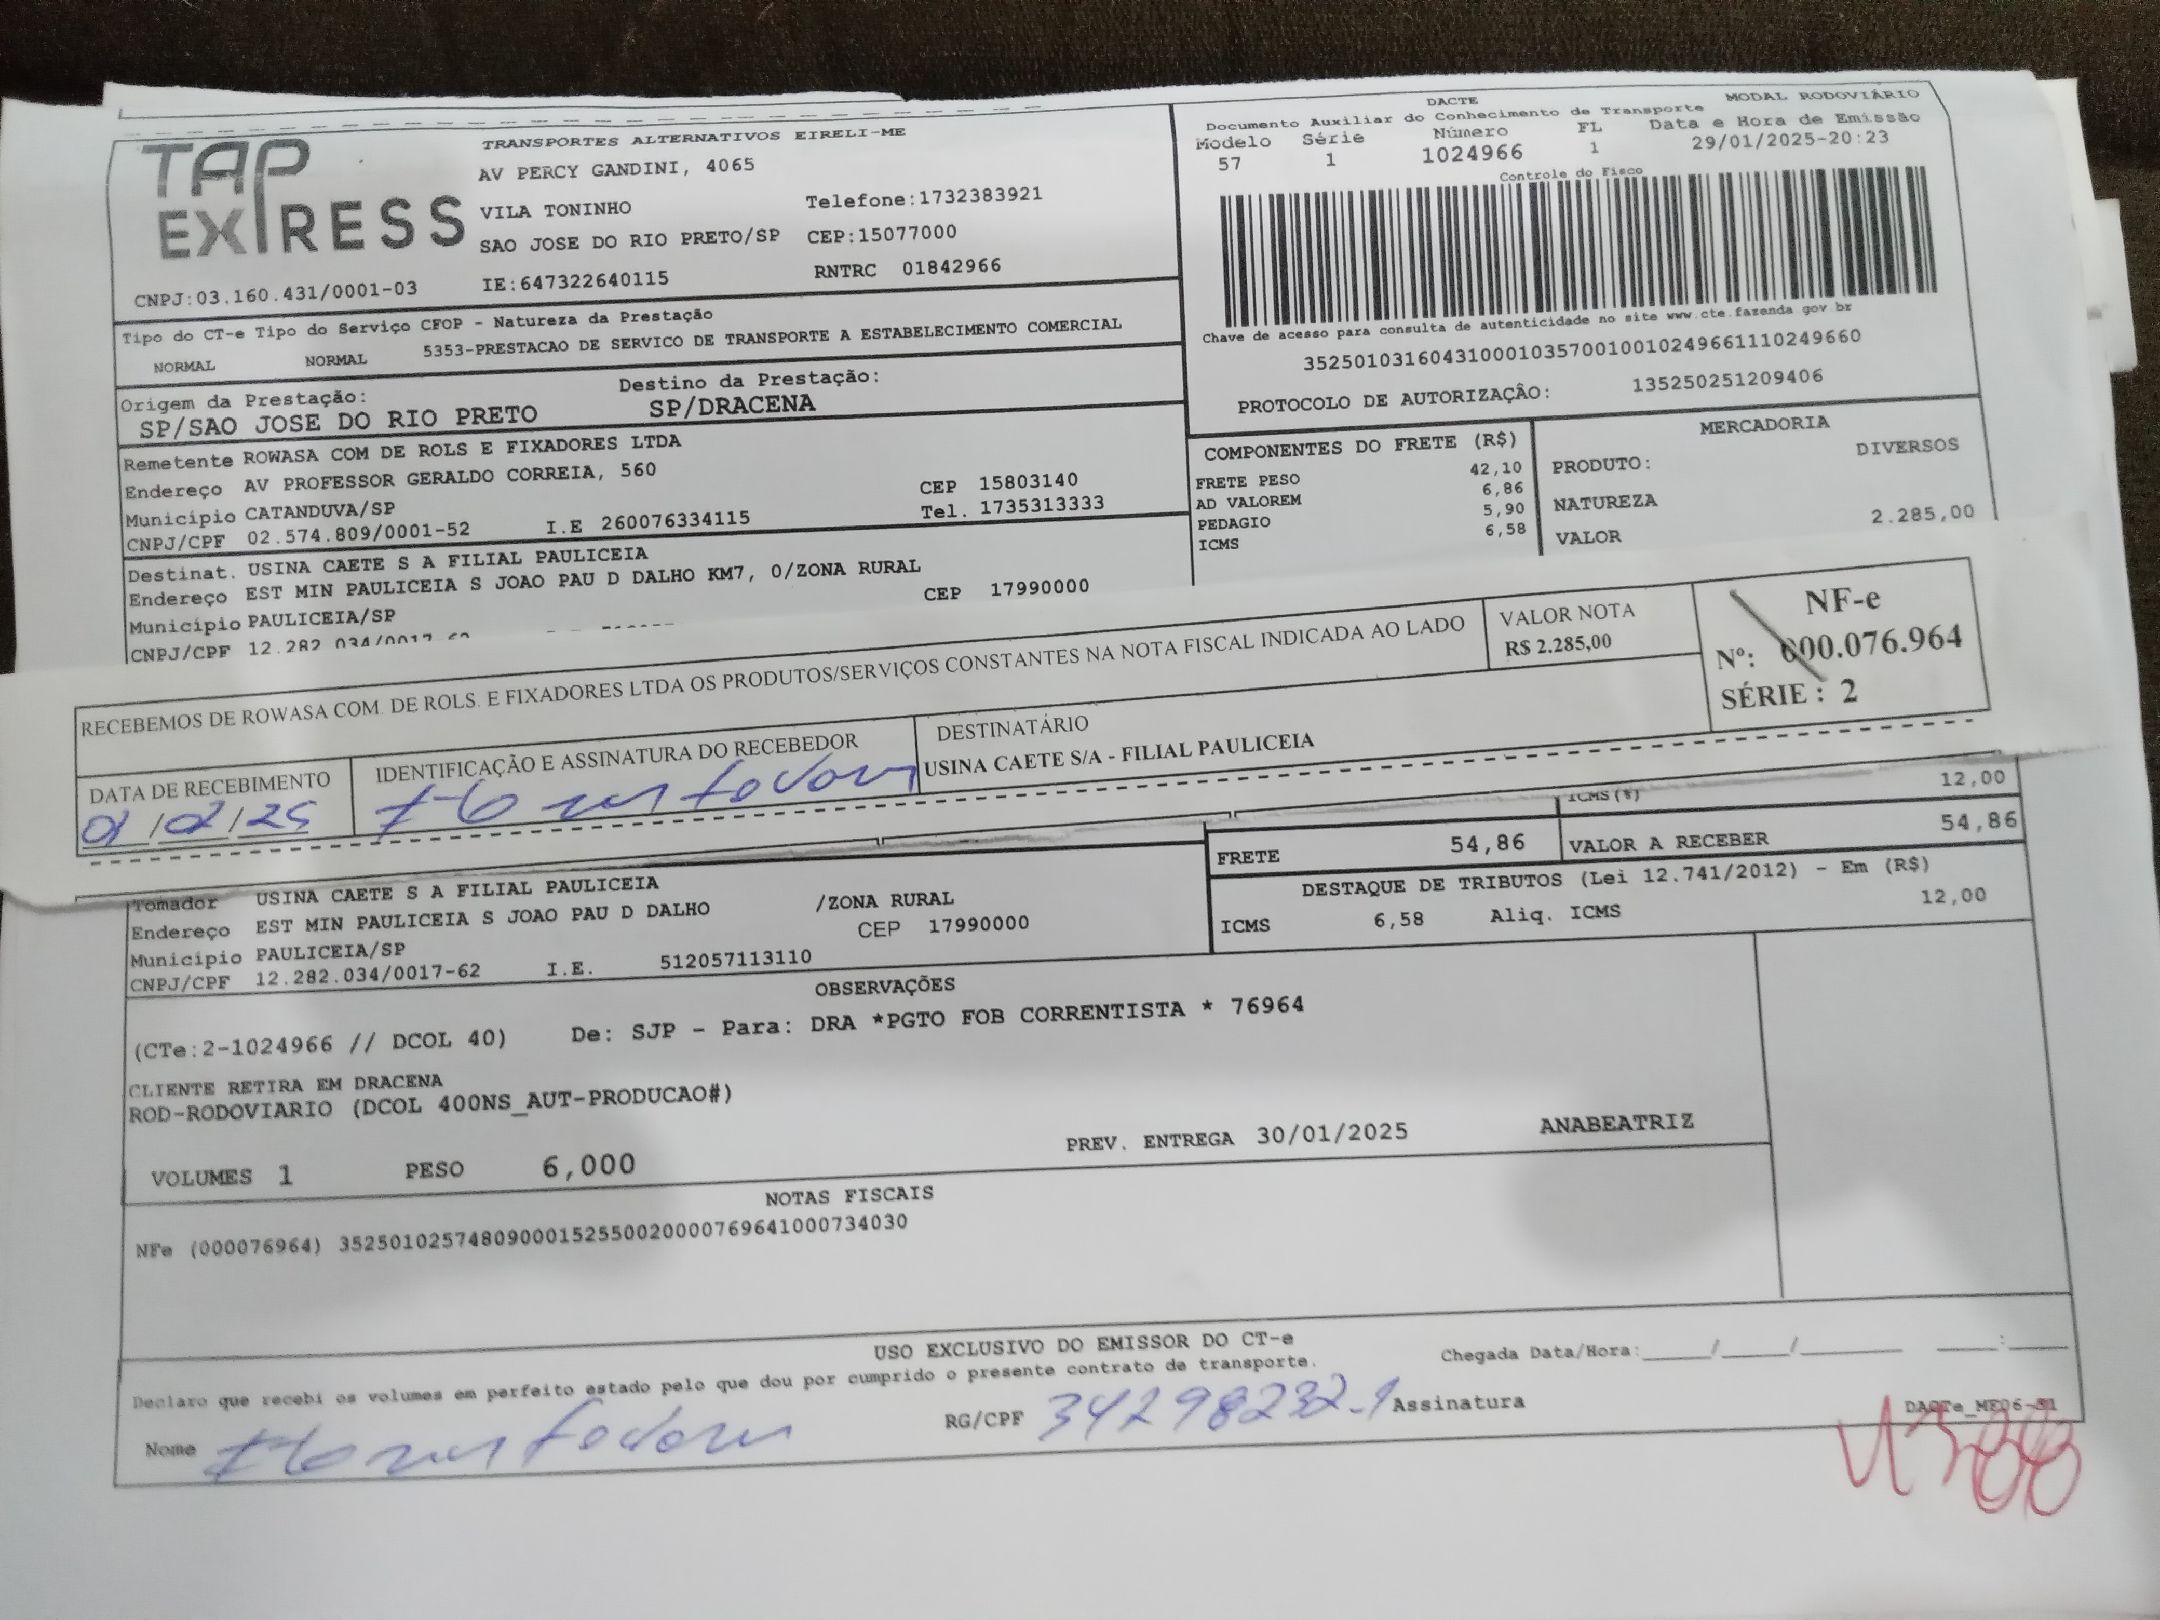 TAP EXPRESS
TRANSPORTES ALTERNATIVOS EIRELI-ME
AV PERCY GANDINI, 4065
VILA TONINHO Telefone:1732383921
SAO JOSE DO RIO PRETO/SP CEP:15077000
CNPJ:03.160.431/0001-03 IE:647322640115 RNTRC 01842966
DACTE MODAL RODOVIÁRIO
Documento Auxiliar do Conhecimento de Transporte
Modelo Série Número FL Data e Hora de Emissão
57 1 1024966 1 29/01/2025-20:23
Controle do Fisco
Chave de acesso para consulta de autenticidade no site www.cte.fazenda gov br
35250103160431000103570010010249661110249660
PROTOCOLO DE AUTORIZAÇÂO: 135250251209406
Tipo do CT-e Tipo do Serviço CFOP - Natureza da Prestação
NORMAL NORMAL 5353-PRESTACAO DE SERVICO DE TRANSPORTE A ESTABELECIMENTO COMERCIAL
Origem da Prestação: Destino da Prestação:
SP/SAO JOSE DO RIO PRETO SP/DRACENA
Remetente ROWASA COM DE ROLS E FIXADORES LTDA
Endereço AV PROFESSOR GERALDO CORREIA, 560
Município CATANDUVA/SP CEP 15803140
CNPJ/CPF 02.574.809/0001-52 I.E 260076334115 Tel. 1735313333
COMPONENTES DO FRETE (R$)
FRETE PESO 42,10
AD VALOREM 6,86
PEDAGIO 5,90
ICMS 6,58
MERCADORIA
PRODUTO: DIVERSOS
NATUREZA
VALOR 2.285,00
Destinat. USINA CAETE S A FILIAL PAULICEIA
Endereço EST MIN PAULICEIA S JOAO PAU D DALHO KM7, 0/ZONA RURAL
Município PAULICEIA/SP CEP 17990000
CNPJ/CPF 12.282.034/0017-62
RECEBEMOS DE ROWASA COM. DE ROLS. E FIXADORES LTDA OS PRODUTOS/SERVIÇOS CONSTANTES NA NOTA FISCAL INDICADA AO LADO
VALOR NOTA
R$ 2.285,00
NF-e
Nº: 000.076.964
SÉRIE : 2
DATA DE RECEBIMENTO
IDENTIFICAÇÃO E ASSINATURA DO RECEBEDOR
DESTINATÁRIO
USINA CAETE S/A - FILIAL PAULICEIA
ICMS(%) 12,00
FRETE 54,86 VALOR A RECEBER 54,86
DESTAQUE DE TRIBUTOS (Lei 12.741/2012) - Em (R$)
ICMS 6,58 Aliq. ICMS 12,00
Tomador USINA CAETE S A FILIAL PAULICEIA
Endereço EST MIN PAULICEIA S JOAO PAU D DALHO /ZONA RURAL
Município PAULICEIA/SP CEP 17990000
CNPJ/CPF 12.282.034/0017-62 I.E. 512057113110
OBSERVAÇÕES
(CTe:2-1024966 // DCOL 40) De: SJP - Para: DRA *PGTO FOB CORRENTISTA * 76964
CLIENTE RETIRA EM DRACENA
ROD-RODOVIARIO (DCOL 400NS_AUT-PRODUCAO#)
PREV. ENTREGA 30/01/2025 ANABEATRIZ
VOLUMES 1 PESO 6,000
NOTAS FISCAIS
NFe (000076964) 35250102574809000152550020000769641000734030
USO EXCLUSIVO DO EMISSOR DO CT-e
Declaro que recebi os volumes em perfeito estado pelo que dou por cumprido o presente contrato de transporte.
Chegada Data/Hora:____/____/______ ____:____
Nome RG/CPF 34298232-1 Assinatura